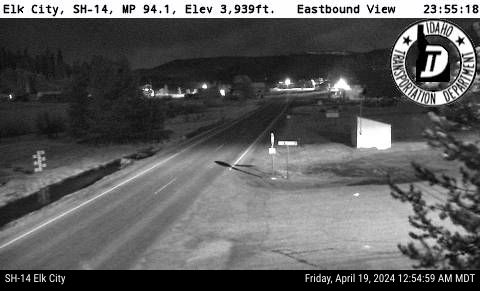 Elk City, SH-14, MP 94.1, Elev 3,939ft. Eastbound View 23:55:18
IDAHO
TRANSPORTATION DEPARTMENT
SH-14 Elk City Friday, April 19, 2024 12:54:59 AM MDT